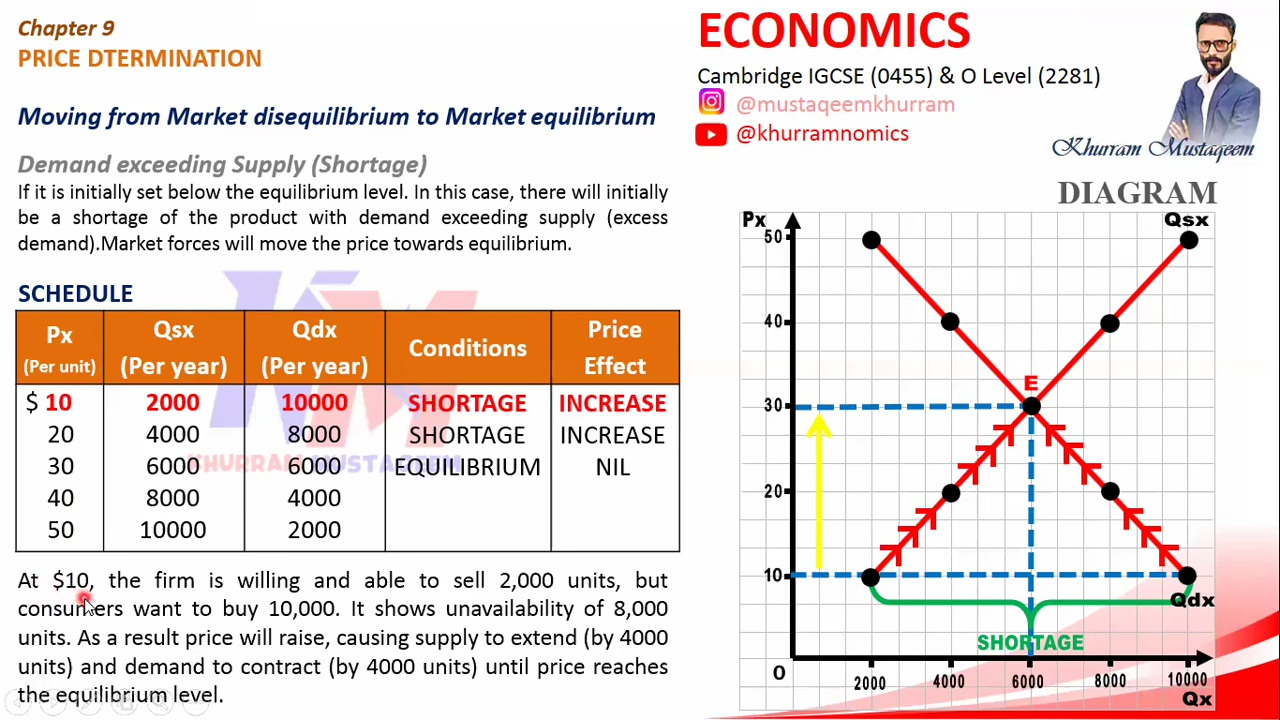 Chapter 9
PRICE DTERMINATION
Moving from Market disequilibrium to Market equilibrium
Demand exceeding Supply (Shortage)
If it is initially set below the equilibrium level. In this case, there will initially
be a shortage of the product with demand exceeding supply (excess
demand).Market forces will move the price towards equilibrium.
SCHEDULE
Px Qsx Qdx Conditions Price
(Per unit) (Per year) (Per year) Effect
$ 10 2000 10000 SHORTAGE INCREASE
20 4000 8000 SHORTAGE INCREASE
30 6000 6000 EQUILIBRIUM NIL
40 8000 4000
50 10000 2000
KHURRAM MUSTAQEEM
At $10, the firm is willing and able to sell 2,000 units, but
consumers want to buy 10,000. It shows unavailability of 8,000
units. As a result price will raise, causing supply to extend (by 4000
units) and demand to contract (by 4000 units) until price reaches
the equilibrium level.
ECONOMICS
Cambridge IGCSE (0455) & O Level (2281)
@mustaqeemkhurram
@khurramnomics
Khurram Mustaqeem
DIAGRAM
Px
Qsx
50
40
E
30
20
10
Qdx
SHORTAGE
O
2000 4000 6000 8000 10000
Qx